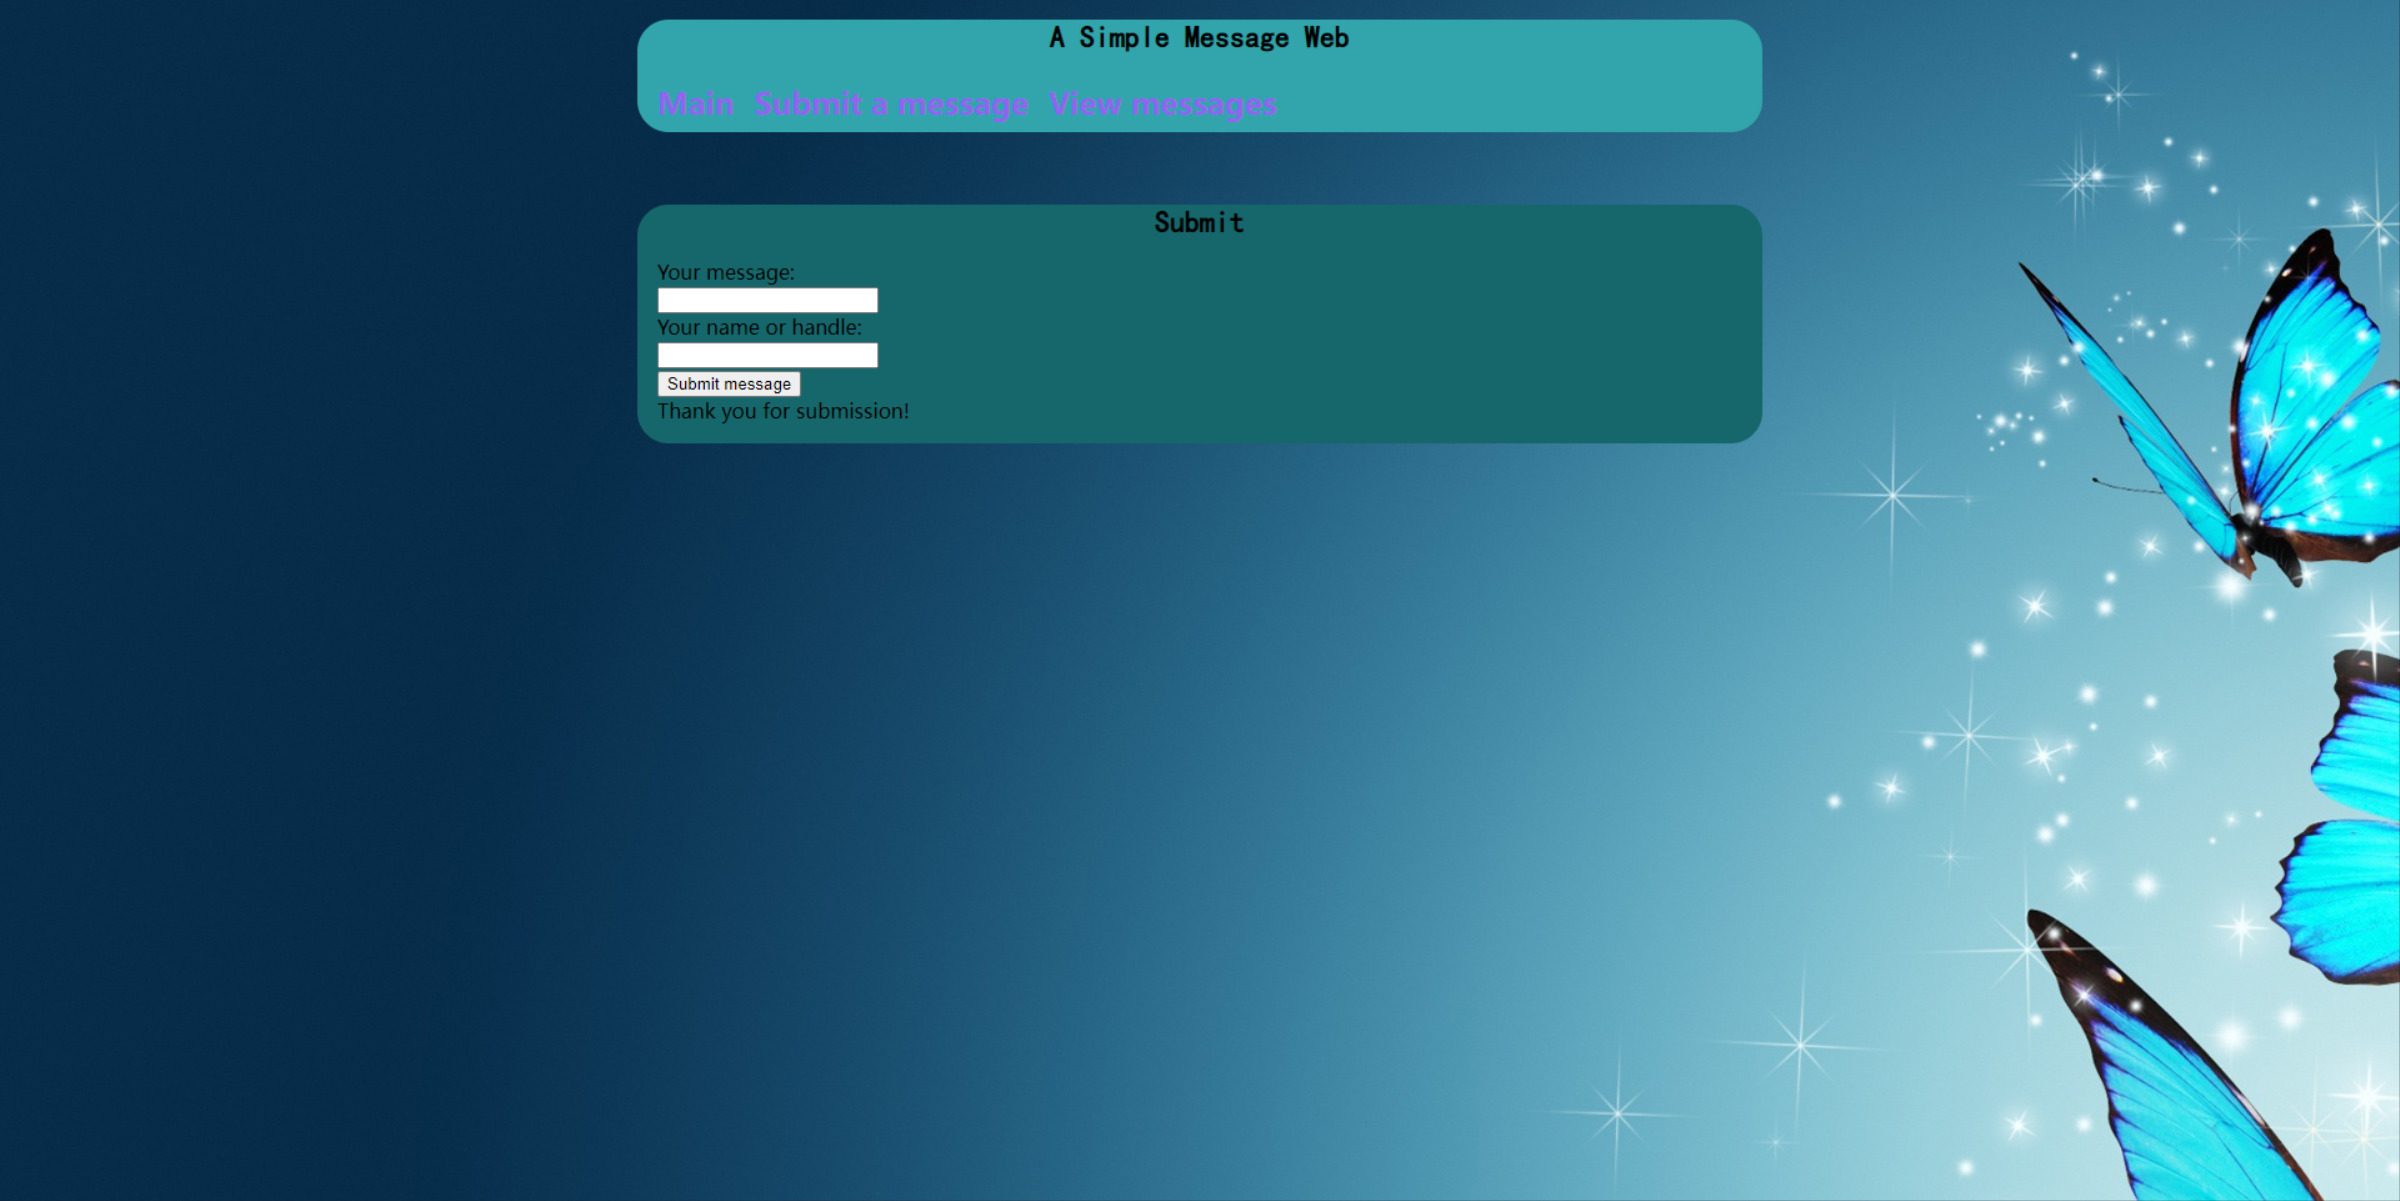 A Simple Message Web
Main Submit a message View messages
Submit
Your message:
Your name or handle:
Submit message
Thank you for submission!